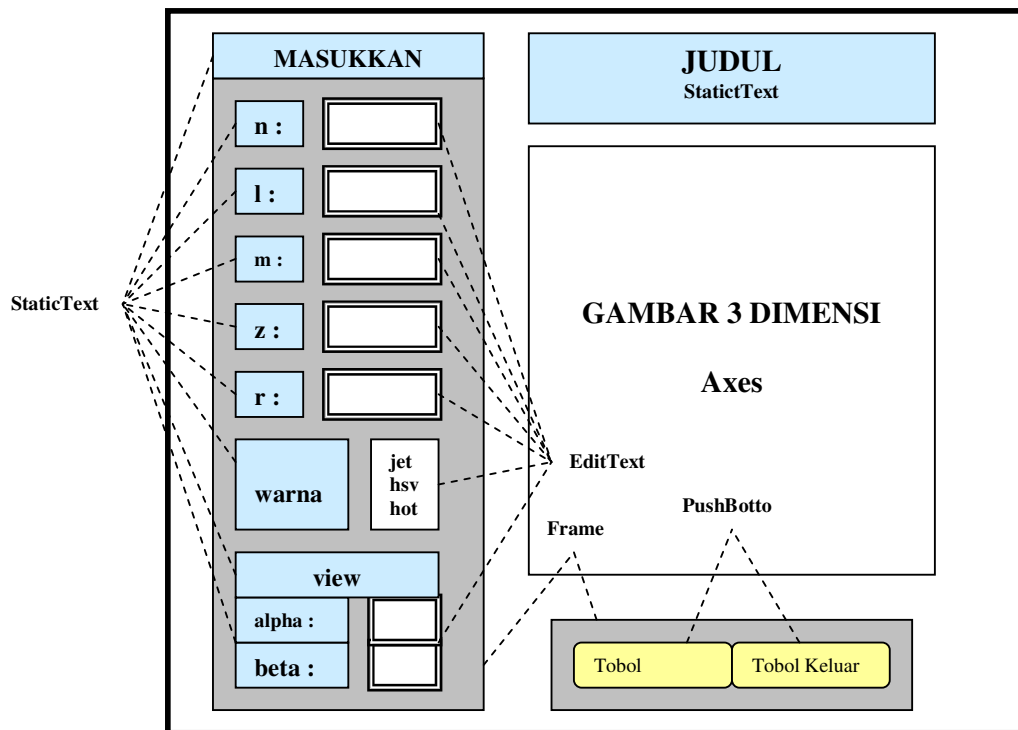 MASUKKAN
n :
l :
m :
z :
r :
warna
jet
hsv
hot
view
alpha :
beta :
StaticText
JUDUL
StatictText
GAMBAR 3 DIMENSI
Axes
EditText
PushBotto
Frame
Tobol
Tobol Keluar